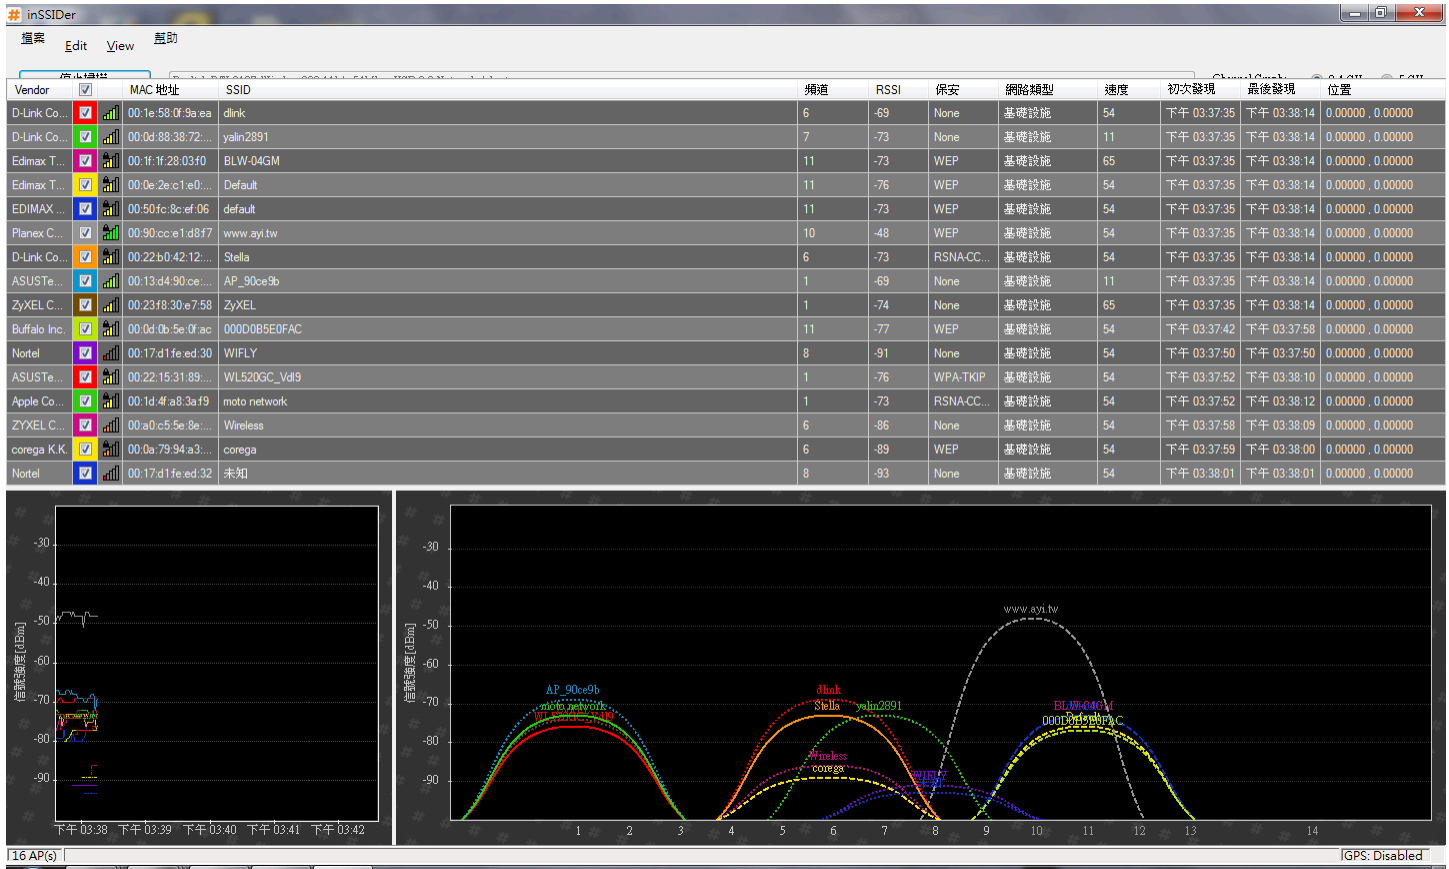 inSSIDer
檔案 Edit View 幫助
Vendor MAC 地址 SSID 頻道 RSSI 保安 網路類型 速度 初次發現 最後發現 位置
D-Link Co... 00:1e:58:0f:9a:ea dlink 6 -69 None 基礎設施 54 下午 03:37:35 下午 03:38:14 0.00000 , 0.00000
D-Link Co... 00:0d:88:38:72:... yalin2891 7 -73 None 基礎設施 11 下午 03:37:35 下午 03:38:14 0.00000 , 0.00000
Edimax T... 00:1f:1f:28:03:f0 BLW-04GM 11 -73 WEP 基礎設施 65 下午 03:37:35 下午 03:38:14 0.00000 , 0.00000
Edimax T... 00:0e:2e:c1:e0:... Default 11 -76 WEP 基礎設施 54 下午 03:37:35 下午 03:38:14 0.00000 , 0.00000
EDIMAX ... 00:50:fc:8c:ef:06 default 11 -73 WEP 基礎設施 54 下午 03:37:35 下午 03:38:14 0.00000 , 0.00000
Planex C... 00:90:cc:e1:d8:f7 www.ayi.tw 10 -48 WEP 基礎設施 54 下午 03:37:35 下午 03:38:14 0.00000 , 0.00000
D-Link Co... 00:22:b0:42:12:... Stella 6 -73 RSNA-CC... 基礎設施 54 下午 03:37:35 下午 03:38:14 0.00000 , 0.00000
ASUSTe... 00:13:d4:90:ce:... AP_90ce9b 1 -69 None 基礎設施 11 下午 03:37:35 下午 03:38:14 0.00000 , 0.00000
ZyXEL C... 00:23:f8:30:e7:58 ZyXEL 1 -74 None 基礎設施 65 下午 03:37:35 下午 03:38:14 0.00000 , 0.00000
Buffalo Inc. 00:0d:0b:5e:0f:ac 000D0B5E0FAC 11 -77 WEP 基礎設施 54 下午 03:37:42 下午 03:37:58 0.00000 , 0.00000
Nortel 00:17:d1:fe:ed:30 WIFLY 8 -91 None 基礎設施 54 下午 03:37:50 下午 03:37:50 0.00000 , 0.00000
ASUSTe... 00:22:15:31:89:... WL520GC_Vdl9 1 -76 WPA-TKIP 基礎設施 54 下午 03:37:52 下午 03:38:10 0.00000 , 0.00000
Apple Co... 00:1d:4f:a8:3a:f9 moto network 1 -73 RSNA-CC... 基礎設施 54 下午 03:37:52 下午 03:38:12 0.00000 , 0.00000
ZYXEL C... 00:a0:c5:5e:8e:... Wireless 6 -86 None 基礎設施 54 下午 03:37:58 下午 03:38:09 0.00000 , 0.00000
corega K.K. 00:0a:79:94:a3:... corega 6 -89 WEP 基礎設施 54 下午 03:37:59 下午 03:38:00 0.00000 , 0.00000
Nortel 00:17:d1:fe:ed:32 未知 8 -93 None 基礎設施 54 下午 03:38:01 下午 03:38:01 0.00000 , 0.00000
信號強度[dBm]
-30
-40
-50
-60
-70
-80
-90
下午 03:38 下午 03:39 下午 03:40 下午 03:41 下午 03:42
信號強度[dBm]
-30
-40
-50
-60
-70
-80
-90
www.ayi.tw
AP_90ce9b
dlink
moto network
Stella
yalin2891
BLW-04GM
WL520GC_Vdl9
Default
000D0B5E0FAC
Wireless
corega
WIFLY
1 2 3 4 5 6 7 8 9 10 11 12 13 14
16 AP(s)
GPS: Disabled